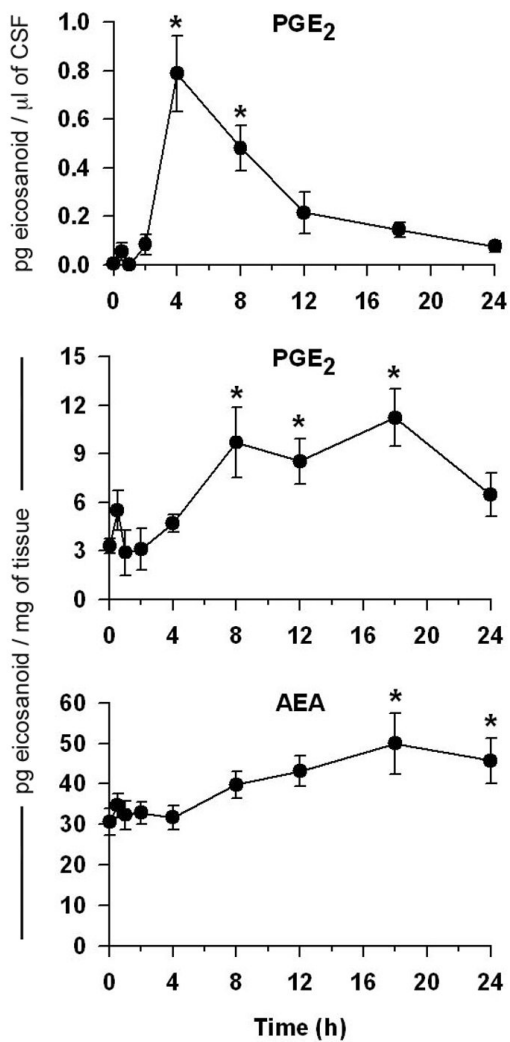 PGE2
pg eicosanoid / µl of CSF
1.0
0.8
0.6
0.4
0.2
0.0
*
*
0 4 8 12 16 20 24
PGE2
pg eicosanoid / mg of tissue
15
12
9
6
3
0
*
*
*
0 4 8 12 16 20 24
AEA
60
50
40
30
20
10
0
*
*
0 4 8 12 16 20 24
Time (h)